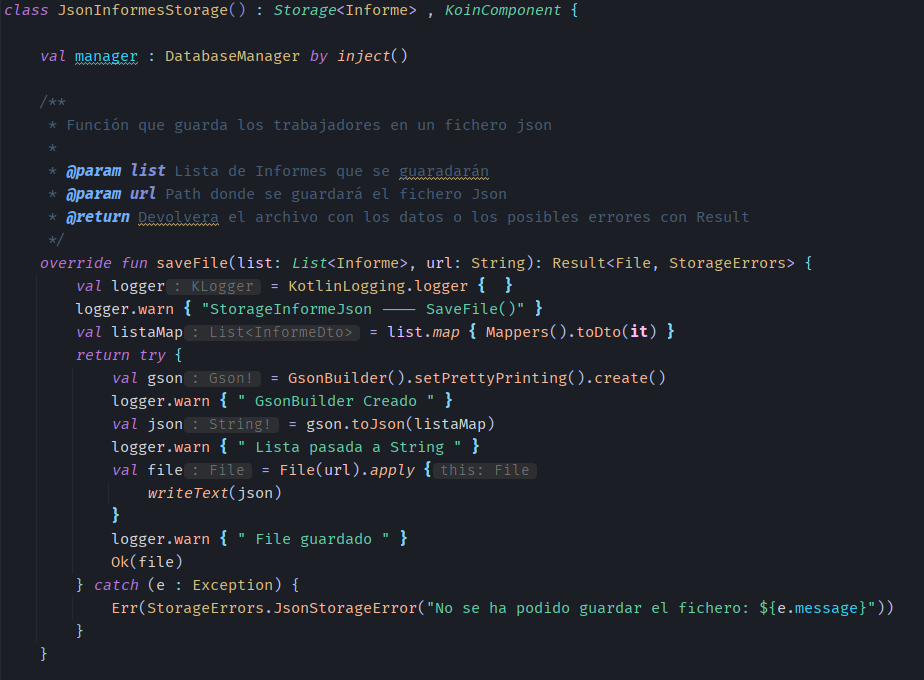 class JsonInformesStorage() : Storage<Informe> , KoinComponent {
val manager : DatabaseManager by inject()
/**
* Función que guarda los trabajadores en un fichero json
*
* @param list Lista de Informes que se guaradarán
* @param url Path donde se guardará el fichero Json
* @return Devolvera el archivo con los datos o los posibles errores con Result
*/
override fun saveFile(list: List<Informe>, url: String): Result<File, StorageErrors> {
val logger : KLogger = KotlinLogging.logger {  }
logger.warn { "StorageInformeJson ---- SaveFile()" }
val listaMap : List<InformeDto> = list.map { Mappers().toDto(it) }
return try {
val gson : Gson! = GsonBuilder().setPrettyPrinting().create()
logger.warn { " GsonBuilder Creado " }
val json : String! = gson.toJson(listaMap)
logger.warn { " Lista pasada a String " }
val file : File = File(url).apply { this: File
writeText(json)
}
logger.warn { " File guardado " }
Ok(file)
} catch (e : Exception) {
Err(StorageErrors.JsonStorageError("No se ha podido guardar el fichero: ${e.message}"))
}
}